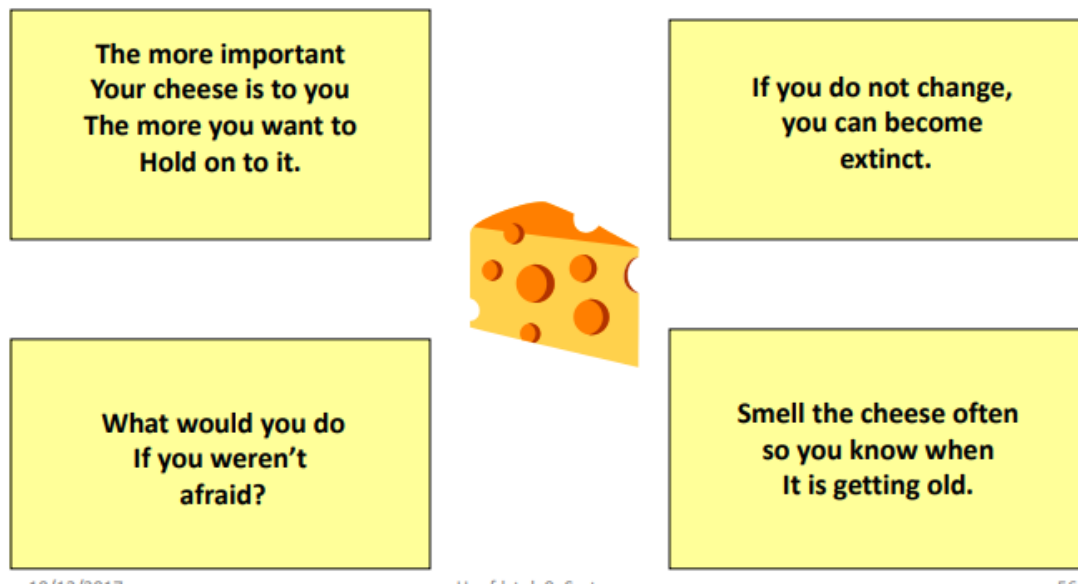 The more important
Your cheese is to you
The more you want to
Hold on to it.
If you do not change,
you can become
extinct.
What would you do
If you weren't
afraid?
Smell the cheese often
so you know when
It is getting old.